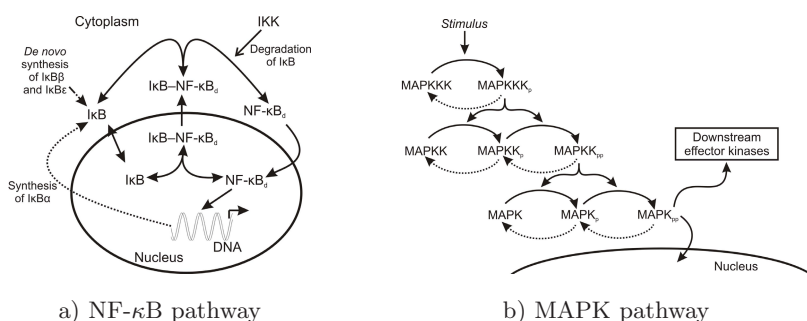 Cytoplasm
IKK
Degradation
of IκB
De novo
synthesis
of IκBβ
and IκBε
IκB–NF-κBd
IκB
NF-κBd
IκB–NF-κBd
IκB
NF-κBd
Synthesis
of IκBα
DNA
Nucleus
a) NF-κB pathway
Stimulus
MAPKKK
MAPKKKp
MAPKK
MAPKKp
MAPKKpp
Downstream
effector kinases
MAPK
MAPKp
MAPKpp
Nucleus
b) MAPK pathway